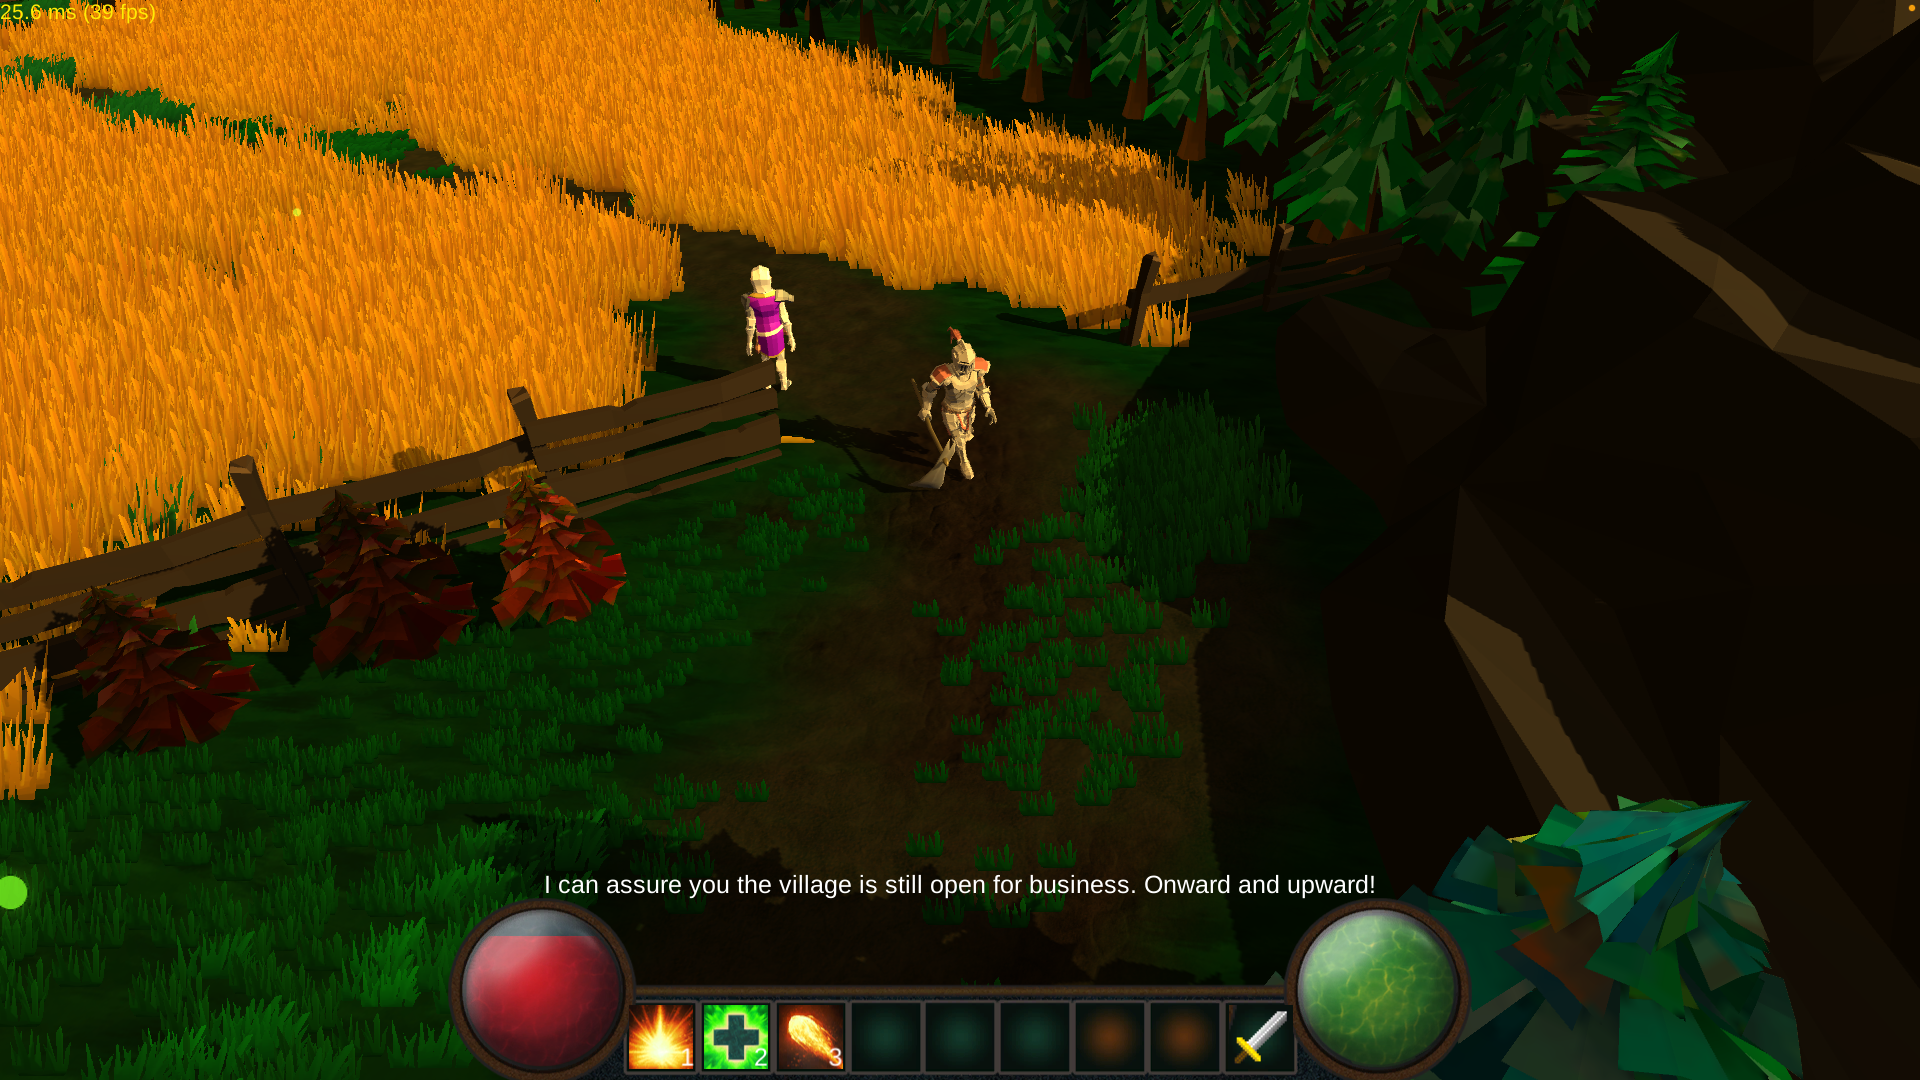 25.6 ms (39 fps)
I can assure you the village is still open for business. Onward and upward!
1 2 3